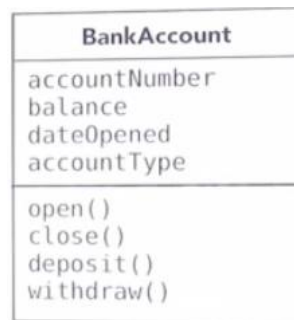 BankAccount
accountNumber
balance
dateOpened
accountType
open()
close()
deposit()
withdraw()